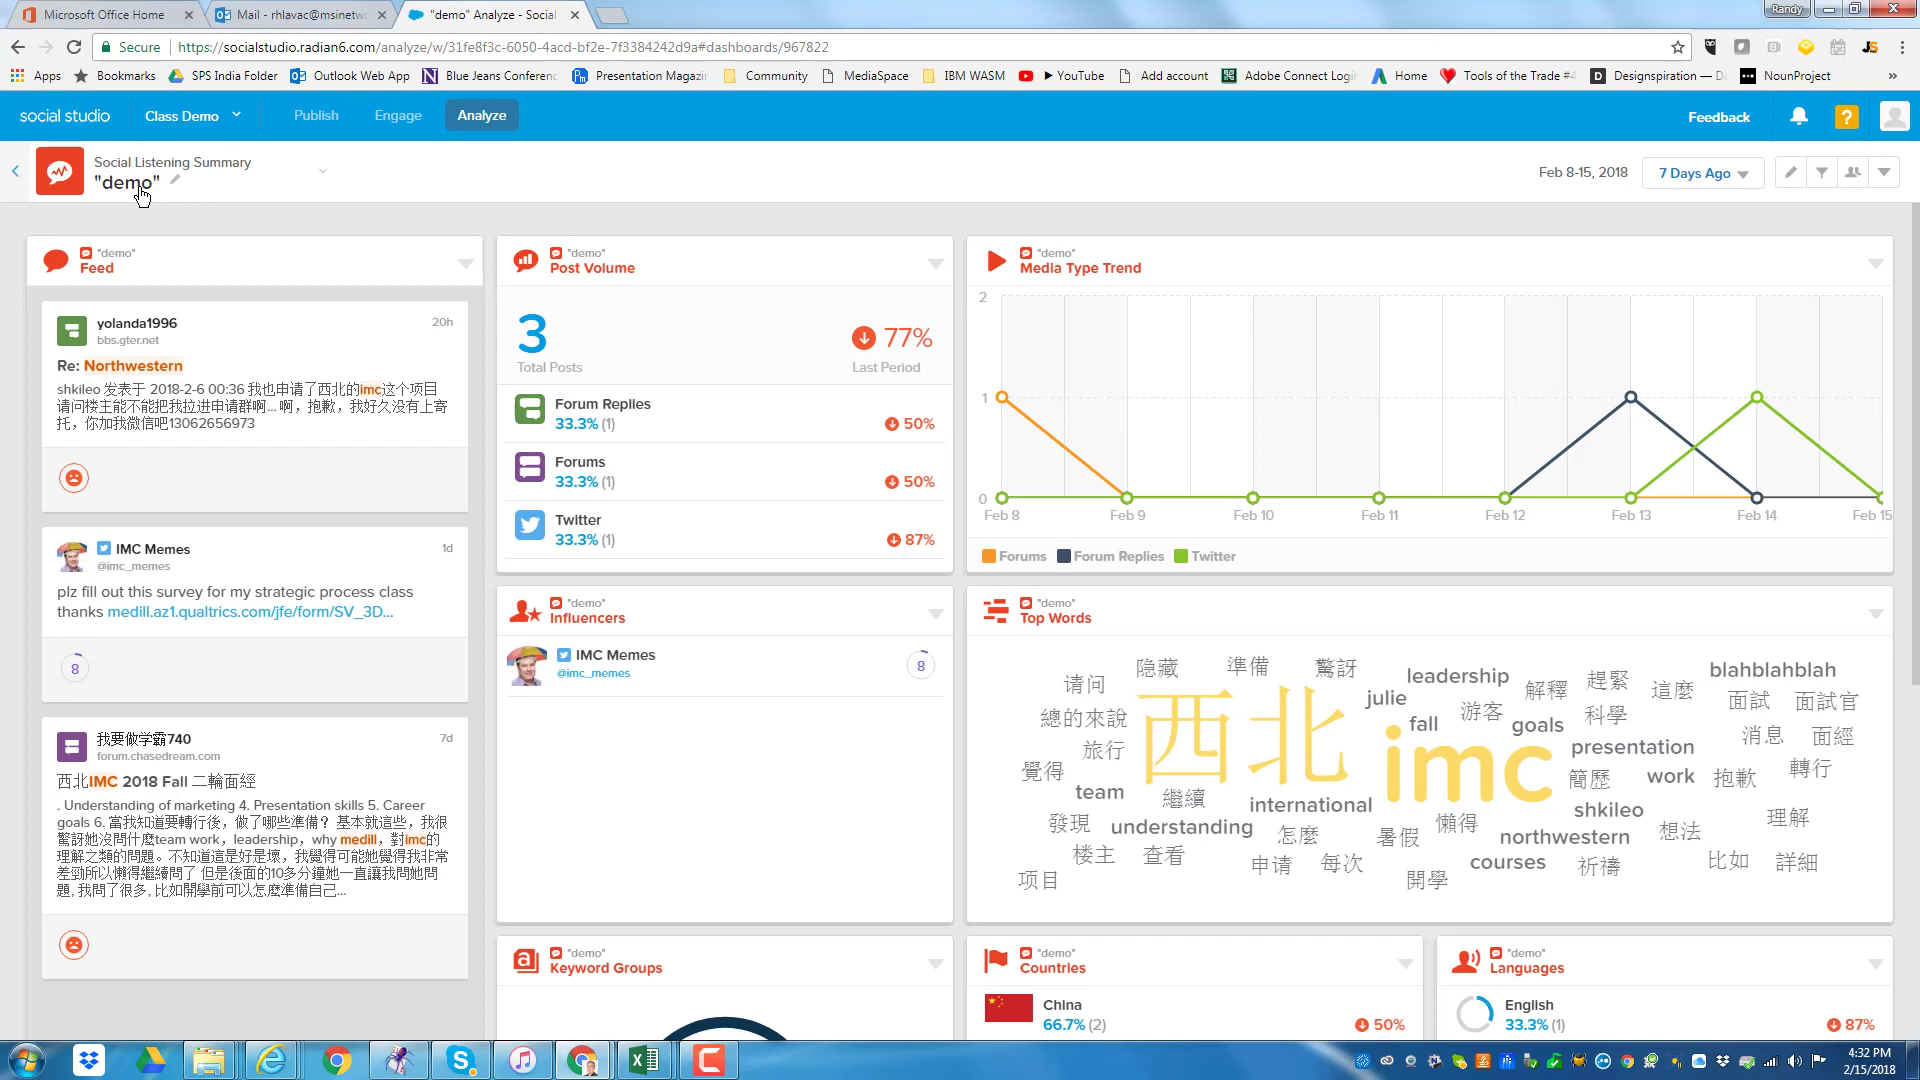 Microsoft Office Home
Mail - rhlavac@msinetw
"demo" Analyze - Social
Randy
Secure
https://socialstudio.radian6.com/analyze/w/31fe8f3c-6050-4acd-bf2e-7f3384242d9a#dashboards/967822
Apps
Bookmarks
SPS India Folder
Outlook Web App
Blue Jeans Conferenc
Presentation Magazi
Community
MediaSpace
IBM WASM
YouTube
Add account
Adobe Connect Logi
Home
Tools of the Trade #4
Designspiration — D
NounProject
social studio
Class Demo
Publish
Engage
Analyze
Feedback
Social Listening Summary
"demo"
Feb 8-15, 2018
7 Days Ago
"demo"
Feed
yolanda1996
20h
bbs.gter.net
Re: Northwestern
shkileo 发表于 2018-2-6 00:36 我也申请了西北的imc这个项目
请问楼主能不能把我拉进申请群啊... 啊，抱歉，我好久没有上寄
托，你加我微信吧13062656973
IMC Memes
1d
@imc_memes
plz fill out this survey for my strategic process class
thanks medill.az1.qualtrics.com/jfe/form/SV_3D...
8
我要做学霸740
7d
forum.chasedream.com
西北IMC 2018 Fall 二輪面經
. Understanding of marketing 4. Presentation skills 5. Career
goals 6. 當我知道要轉行後，做了哪些準備？ 基本就這些，我很
驚訝她沒問什麼team work，leadership，why medill，對imc的
理解之類的問題。不知道這是好是壞，我覺得可能她覺得我非常
差勁所以懶得繼續問了 但是後面的10多分鐘她一直讓我問她問
題, 我問了很多, 比如開學前可以怎麼準備自己...
"demo"
Post Volume
3
Total Posts
77%
Last Period
Forum Replies
33.3% (1)
50%
Forums
33.3% (1)
50%
Twitter
33.3% (1)
87%
"demo"
Media Type Trend
2
1
0
Feb 8
Feb 9
Feb 10
Feb 11
Feb 12
Feb 13
Feb 14
Feb 15
Forums
Forum Replies
Twitter
"demo"
Influencers
IMC Memes
@imc_memes
8
"demo"
Top Words
隐藏
準備
驚訝
leadership
blahblahblah
请问
julie
解釋
趕緊
這麼
面試
面試官
總的來說
西北
fall
游客
goals
科學
消息
面經
旅行
imc
presentation
覺得
簡歷
work
抱歉
轉行
team
繼續
international
shkileo
發現
understanding
怎麼
暑假
懶得
northwestern
想法
理解
楼主
查看
申请
每次
courses
祈禱
比如
詳細
项目
開學
"demo"
Keyword Groups
"demo"
Countries
China
66.7% (2)
50%
"demo"
Languages
English
33.3% (1)
87%
4:32 PM
2/15/2018